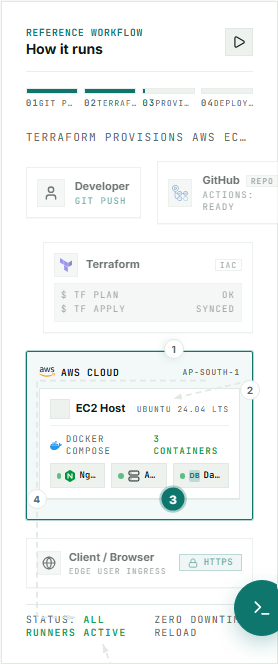 REFERENCE WORKFLOW
How it runs
01GIT P…
02TERRAF…
03PROVI…
04DEPLOY…
TERRAFORM PROVISIONS AWS EC…
Developer
GIT PUSH
GitHub
REPO
ACTIONS:
READY
Terraform
IAC
$ TF PLAN
OK
$ TF APPLY
SYNCED
1
aws
AWS CLOUD
AP-SOUTH-1
2
EC2 Host
UBUNTU 24.04 LTS
DOCKER
COMPOSE
3
CONTAINERS
Ng…
A…
DB
Da…
4
3
Client / Browser
EDGE USER INGRESS
HTTPS
STATUS: ALL
RUNNERS ACTIVE
ZERO
RELOAD